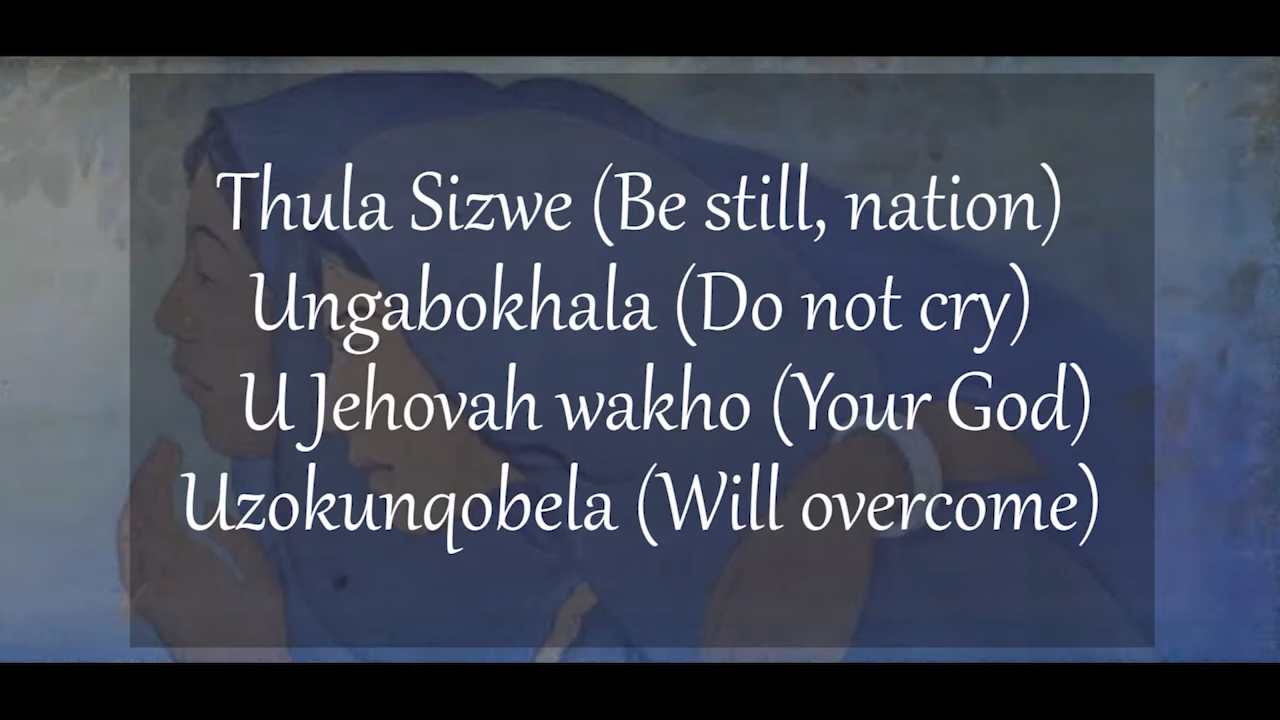 Thula Sizwe (Be still, nation)
Ungabokhala (Do not cry)
U Jehovah wakho (Your God)
Uzokunqobela (Will overcome)